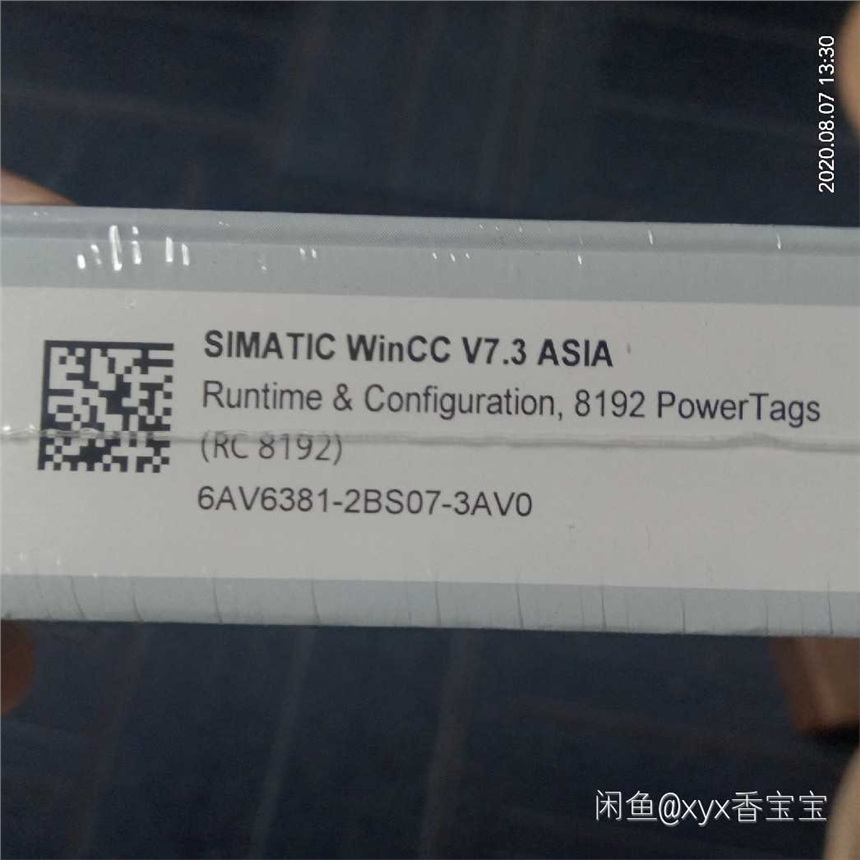 2020.08.07 13:30
SIMATIC WinCC V7.3 ASIA
Runtime & Configuration, 8192 PowerTags
(RC 8192)
6AV6381-2BS07-3AV0
闲鱼@xyx香宝宝